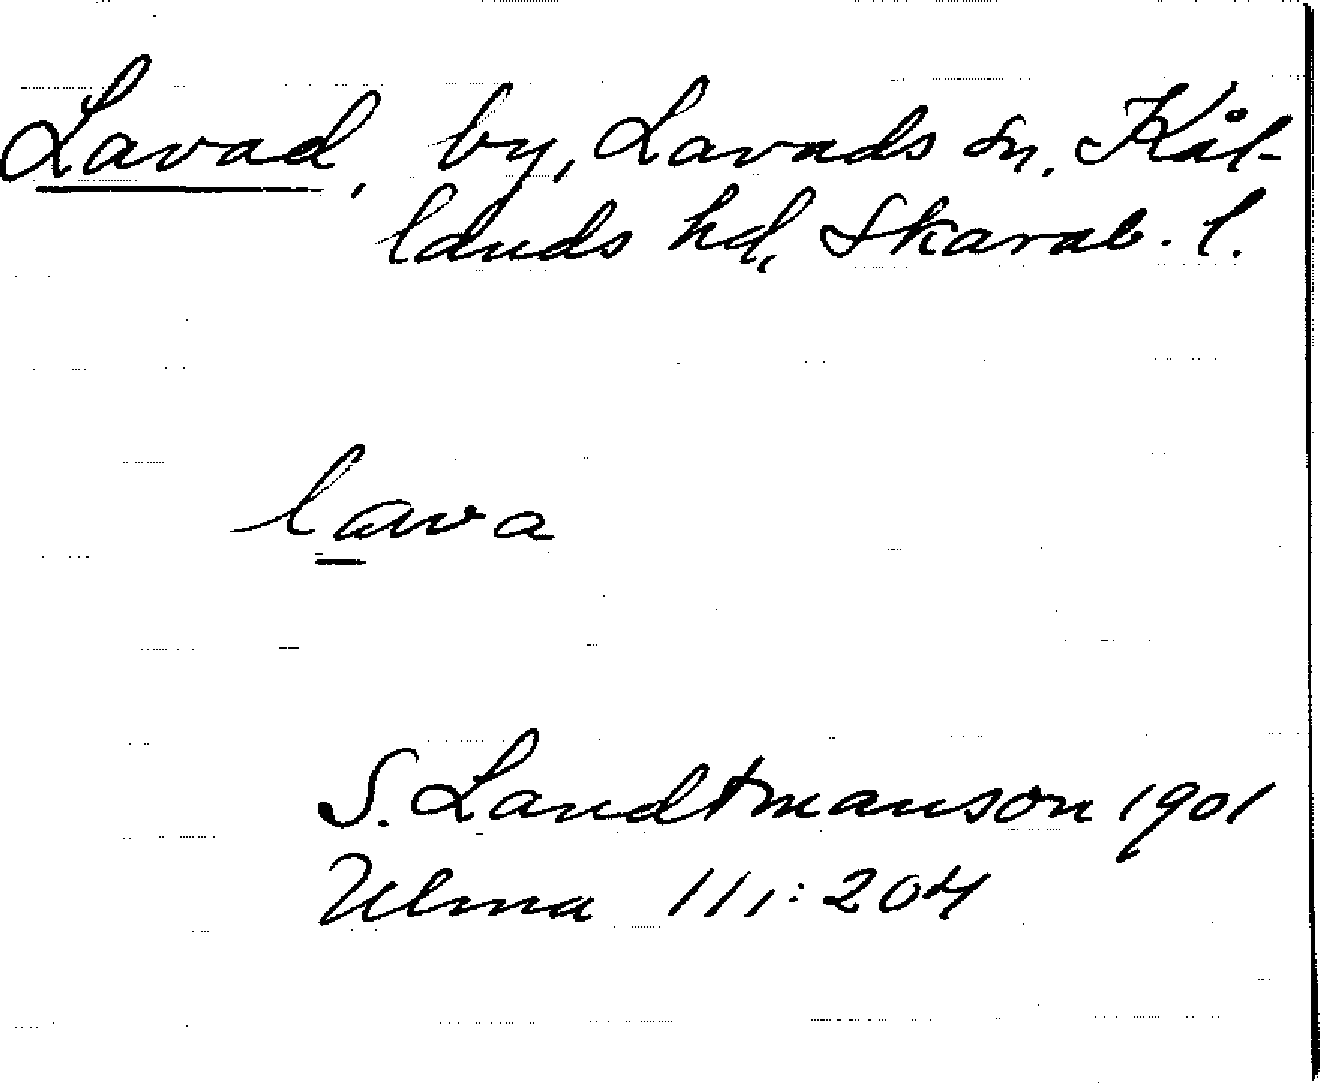 Lavad, by, Lavads sn, Kål-
lands hd, Skarab. l.
lava
S. Landtmanson 1901
Ulma 111:204